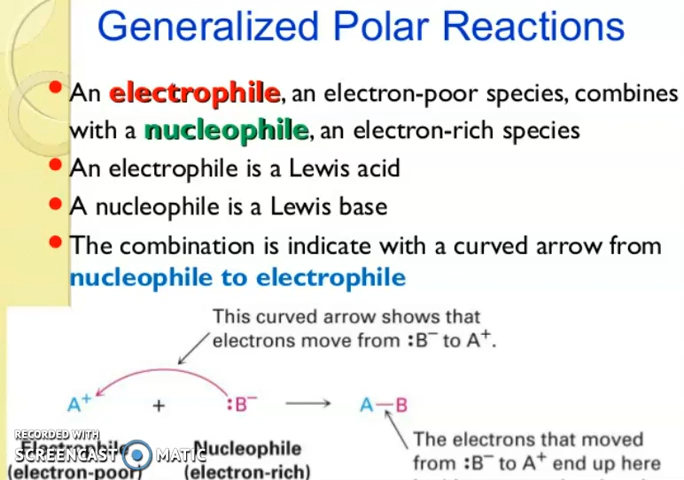 Generalized Polar Reactions
An electrophile, an electron-poor species, combines
with a nucleophile, an electron-rich species
An electrophile is a Lewis acid
A nucleophile is a Lewis base
The combination is indicate with a curved arrow from
nucleophile to electrophile
This curved arrow shows that
electrons move from :B⁻ to A⁺.
A⁺ + :B⁻ → A—B
RECORDED WITH
SCREENCAST MATIC
Electrophile Nucleophile
(electron-poor) (electron-rich)
The electrons that moved
from :B⁻ to A⁺ end up here